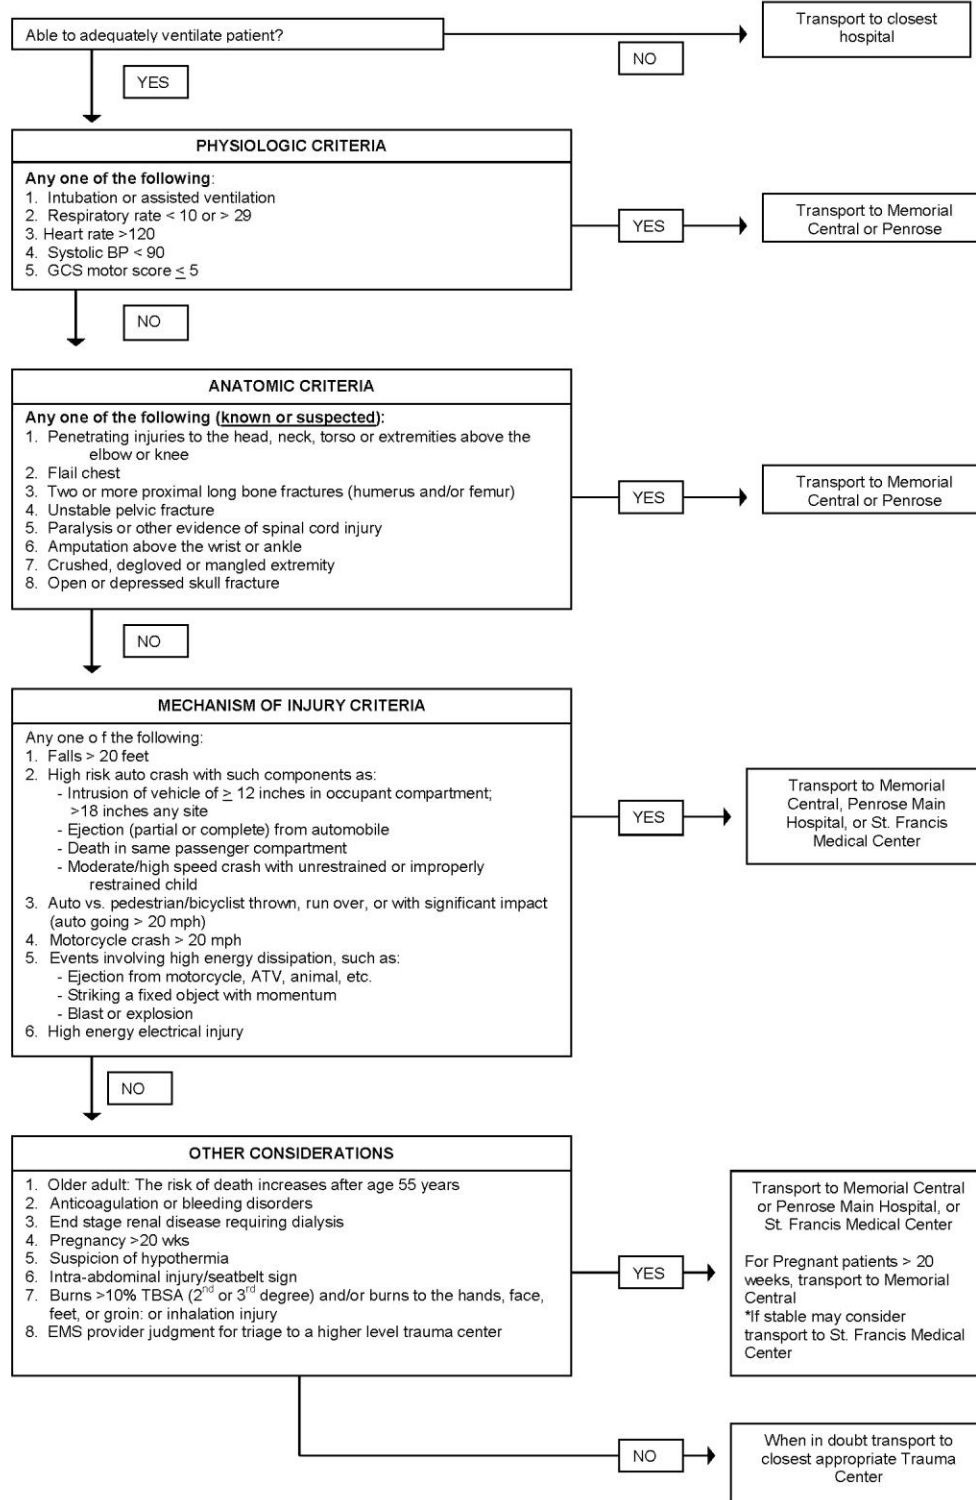 Able to adequately ventilate patient?
NO
Transport to closest
hospital
YES
PHYSIOLOGIC CRITERIA
Any one of the following:
1. Intubation or assisted ventilation
2. Respiratory rate < 10 or > 29
3. Heart rate >120
4. Systolic BP < 90
5. GCS motor score ≤ 5
YES
Transport to Memorial
Central or Penrose
NO
ANATOMIC CRITERIA
Any one of the following (known or suspected):
1. Penetrating injuries to the head, neck, torso or extremities above the
elbow or knee
2. Flail chest
3. Two or more proximal long bone fractures (humerus and/or femur)
4. Unstable pelvic fracture
5. Paralysis or other evidence of spinal cord injury
6. Amputation above the wrist or ankle
7. Crushed, degloved or mangled extremity
8. Open or depressed skull fracture
YES
Transport to Memorial
Central or Penrose
NO
MECHANISM OF INJURY CRITERIA
Any one o f the following:
1. Falls > 20 feet
2. High risk auto crash with such components as:
- Intrusion of vehicle of ≥ 12 inches in occupant compartment;
>18 inches any site
- Ejection (partial or complete) from automobile
- Death in same passenger compartment
- Moderate/high speed crash with unrestrained or improperly
restrained child
3. Auto vs. pedestrian/bicyclist thrown, run over, or with significant impact
(auto going > 20 mph)
4. Motorcycle crash > 20 mph
5. Events involving high energy dissipation, such as:
- Ejection from motorcycle, ATV, animal, etc.
- Striking a fixed object with momentum
- Blast or explosion
6. High energy electrical injury
YES
Transport to Memorial
Central, Penrose Main
Hospital, or St. Francis
Medical Center
NO
OTHER CONSIDERATIONS
1. Older adult: The risk of death increases after age 55 years
2. Anticoagulation or bleeding disorders
3. End stage renal disease requiring dialysis
4. Pregnancy >20 wks
5. Suspicion of hypothermia
6. Intra-abdominal injury/seatbelt sign
7. Burns >10% TBSA (2nd or 3rd degree) and/or burns to the hands, face,
feet, or groin: or inhalation injury
8. EMS provider judgment for triage to a higher level trauma center
YES
Transport to Memorial Central
or Penrose Main Hospital, or
St. Francis Medical Center
For Pregnant patients > 20
weeks, transport to Memorial
Central
*If stable may consider
transport to St. Francis Medical
Center
NO
When in doubt transport to
closest appropriate Trauma
Center